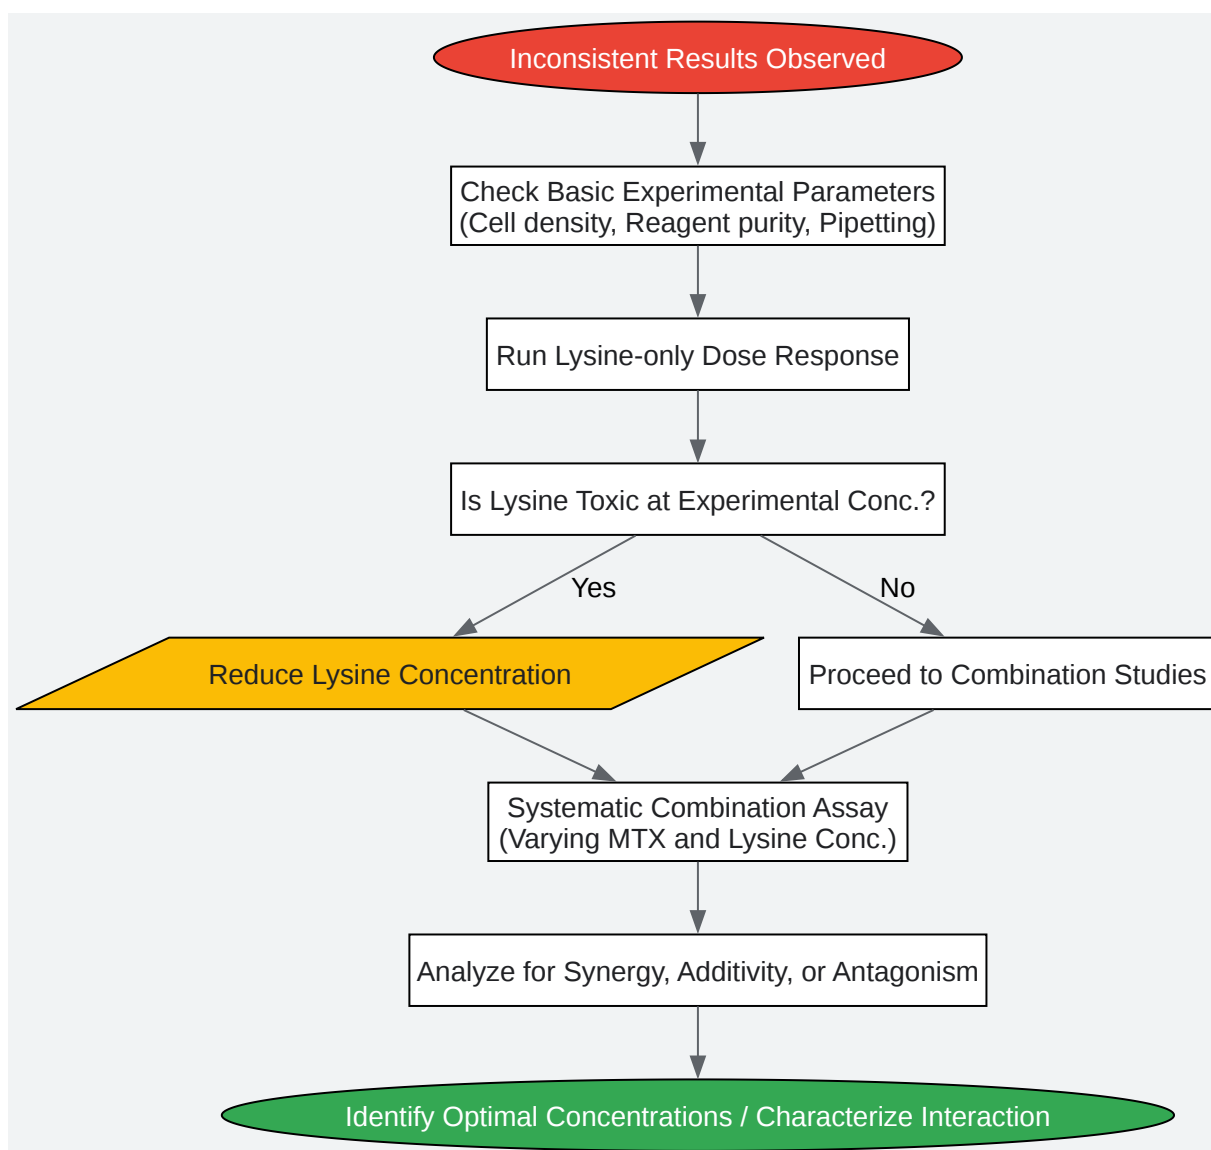 Inconsistent Results Observed
Check Basic Experimental Parameters
(Cell density, Reagent purity, Pipetting)
Run Lysine-only Dose Response
Is Lysine Toxic at Experimental Conc.?
Yes
No
Reduce Lysine Concentration
Proceed to Combination Studies
Systematic Combination Assay
(Varying MTX and Lysine Conc.)
Analyze for Synergy, Additivity, or Antagonism
Identify Optimal Concentrations / Characterize Interaction